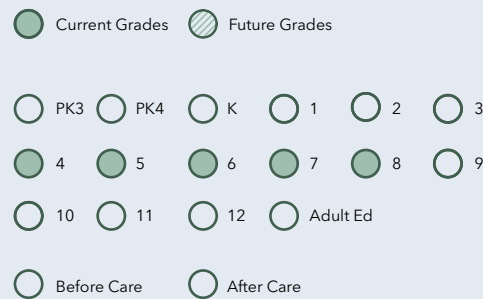 Current Grades Future Grades
PK3 PK4 K 1 2 3
4 5 6 7 8 9
10 11 12 Adult Ed
Before Care After Care